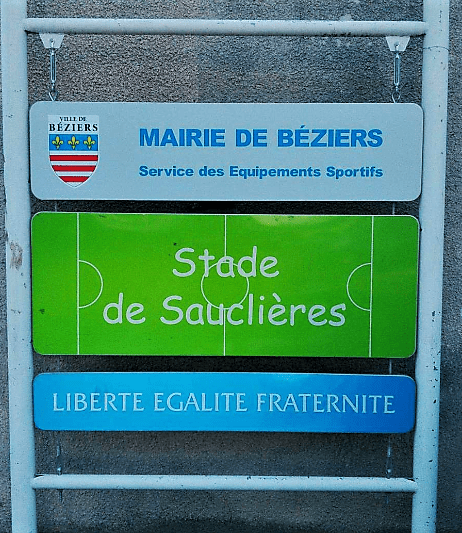 VILLE DE
BÉZIERS
MAIRIE DE BÉZIERS
Service des Equipements Sportifs
Stade
de Sauclières
LIBERTE EGALITE FRATERNITE